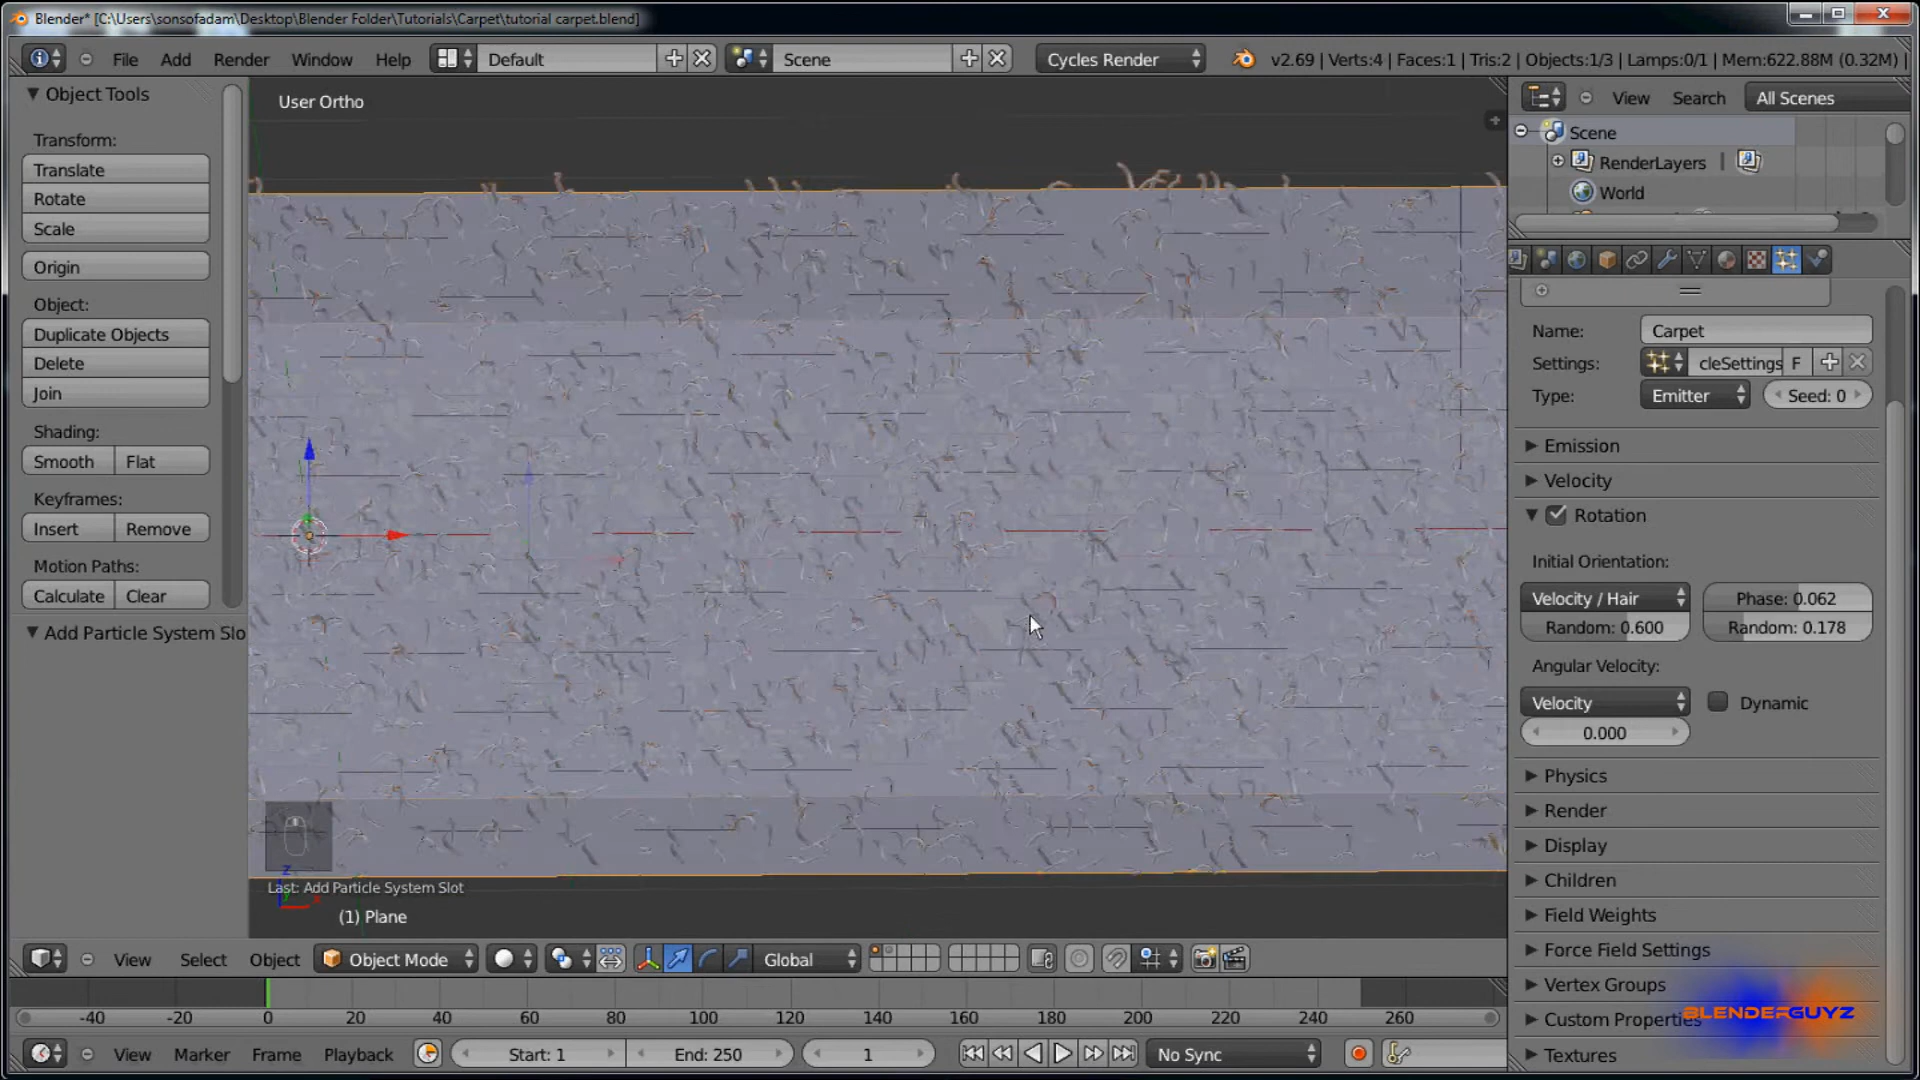 Blender* [C:\Users\sonsofadam\Desktop\Blender Folder\Tutorials\Carpet\tutorial carpet.blend]
File Add Render Window Help Default Scene Cycles Render v2.69 | Verts:4 | Faces:1 | Tris:2 | Objects:1/3 | Lamps:0/1 | Mem:622.88M (0.32M) |
Object Tools
Transform:
Translate
Rotate
Scale
Origin
Object:
Duplicate Objects
Delete
Join
Shading:
Smooth Flat
Keyframes:
Insert Remove
Motion Paths:
Calculate Clear
Add Particle System Slo
User Ortho
z
x
Last: Add Particle System Slot
(1) Plane
View Search All Scenes
Scene
RenderLayers |
World
Name: Carpet
Settings: cleSettings F
Type: Emitter Seed: 0
Emission
Velocity
Rotation
Initial Orientation:
Velocity / Hair Phase: 0.062
Random: 0.600 Random: 0.178
Angular Velocity:
Velocity Dynamic
0.000
Physics
Render
Display
Children
Field Weights
Force Field Settings
Vertex Groups
Custom Properties
Textures
BLENDERGUYZ
View Select Object Object Mode Global
-40 -20 0 20 40 60 80 100 120 140 160 180 200 220 240 260
View Marker Frame Playback Start: 1 End: 250 1 No Sync